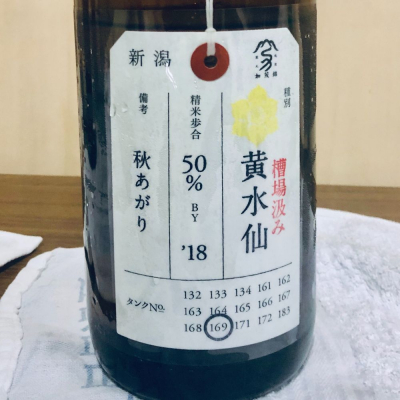 新潟
加茂錦
種別
槽場汲み
黄水仙
精米歩合
50%
BY
'18
備考
秋あがり
タンクNO.
132 133 134 161 162
163 164 165 166 167
168 169 171 172 183